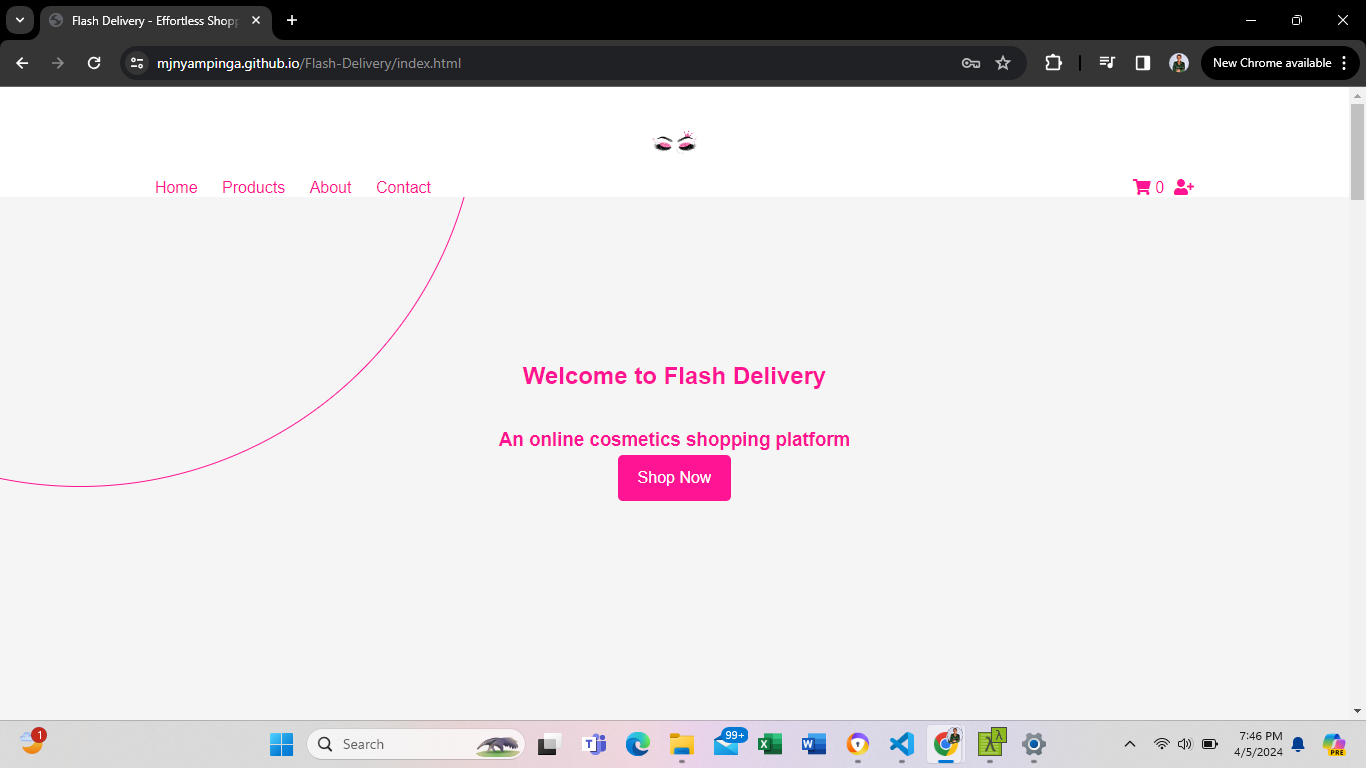 Flash Delivery - Effortless Shopp
mjnyampinga.github.io/Flash-Delivery/index.html
New Chrome available
Home Products About Contact
0
Welcome to Flash Delivery
An online cosmetics shopping platform
Shop Now
1
Search
99+
7:46 PM
4/5/2024
PRE